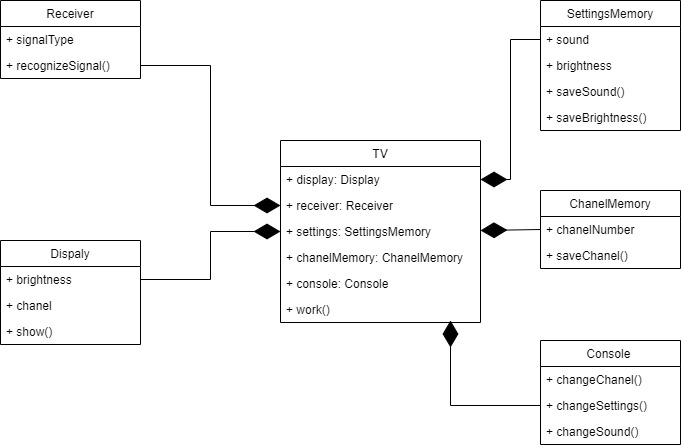 Receiver
+ signalType
+ recognizeSignal()
SettingsMemory
+ sound
+ brightness
+ saveSound()
+ saveBrightness()
TV
+ display: Display
+ receiver: Receiver
+ settings: SettingsMemory
+ chanelMemory: ChanelMemory
+ console: Console
+ work()
ChanelMemory
+ chanelNumber
+ saveChanel()
Dispaly
+ brightness
+ chanel
+ show()
Console
+ changeChanel()
+ changeSettings()
+ changeSound()